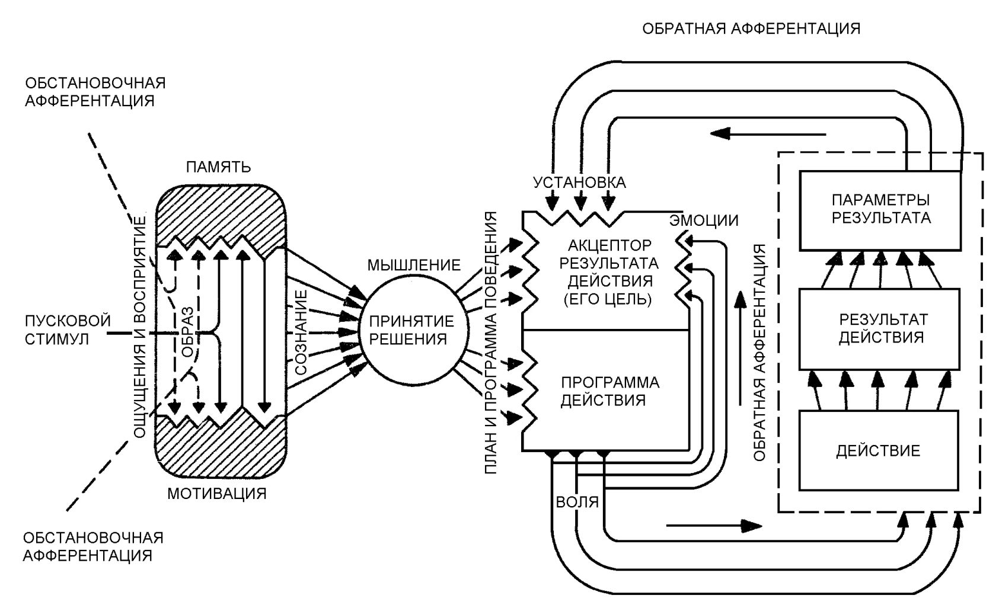 ОБРАТНАЯ АФФЕРЕНТАЦИЯ
ОБСТАНОВОЧНАЯ
АФФЕРЕНТАЦИЯ
ПАМЯТЬ
ОЩУЩЕНИЯ И ВОСПРИЯТИЕ
ПУСКОВОЙ
СТИМУЛ
ОБРАЗ
СОЗНАНИЕ
МОТИВАЦИЯ
ОБСТАНОВОЧНАЯ
АФФЕРЕНТАЦИЯ
МЫШЛЕНИЕ
ПРИНЯТИЕ
РЕШЕНИЯ
ПЛАН И ПРОГРАММА ПОВЕДЕНИЯ
УСТАНОВКА
ЭМОЦИИ
АКЦЕПТОР
РЕЗУЛЬТАТА
ДЕЙСТВИЯ
(ЕГО ЦЕЛЬ)
ПРОГРАММА
ДЕЙСТВИЯ
ВОЛЯ
ОБРАТНАЯ АФФЕРЕНТАЦИЯ
ПАРАМЕТРЫ
РЕЗУЛЬТАТА
РЕЗУЛЬТАТ
ДЕЙСТВИЯ
ДЕЙСТВИЕ